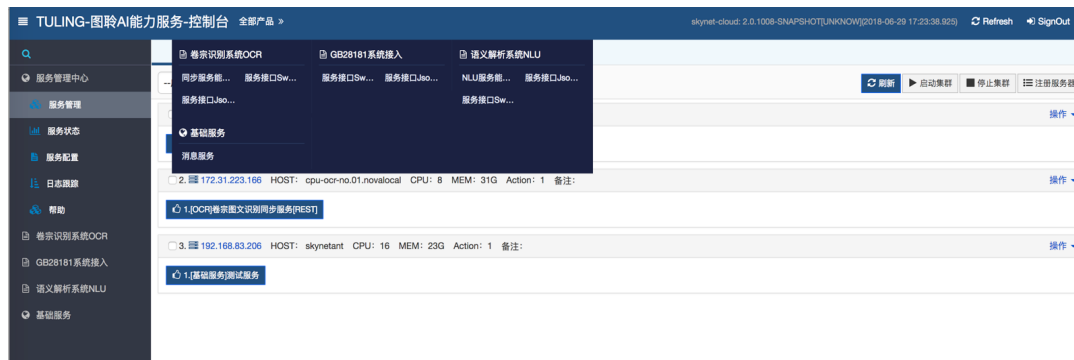 TULING-图聆AI能力服务-控制台 全部产品 »
skynet-cloud: 2.0.1008-SNAPSHOT[UNKNOW](2018-06-29 17:23:38.925) Refresh SignOut
服务管理中心
服务管理
服务状态
服务配置
日志跟踪
帮助
卷宗识别系统OCR
GB28181系统接入
语义解析系统NLU
基础服务
卷宗识别系统OCR
同步服务能... 服务接口Sw...
服务接口Jso...
GB28181系统接入
服务接口Sw... 服务接口Jso...
语义解析系统NLU
NLU服务能... 服务接口Jso...
服务接口Sw...
基础服务
消息服务
刷新 启动集群 停止集群 注册服务器
操作
2. 172.31.223.166 HOST: cpu-ocr-no.01.novalocal CPU: 8 MEM: 31G Action: 1 备注: 操作
1.[OCR]卷宗图文识别同步服务[REST]
3. 192.168.83.206 HOST: skynetant CPU: 16 MEM: 23G Action: 1 备注: 操作
1.[基础服务]测试服务